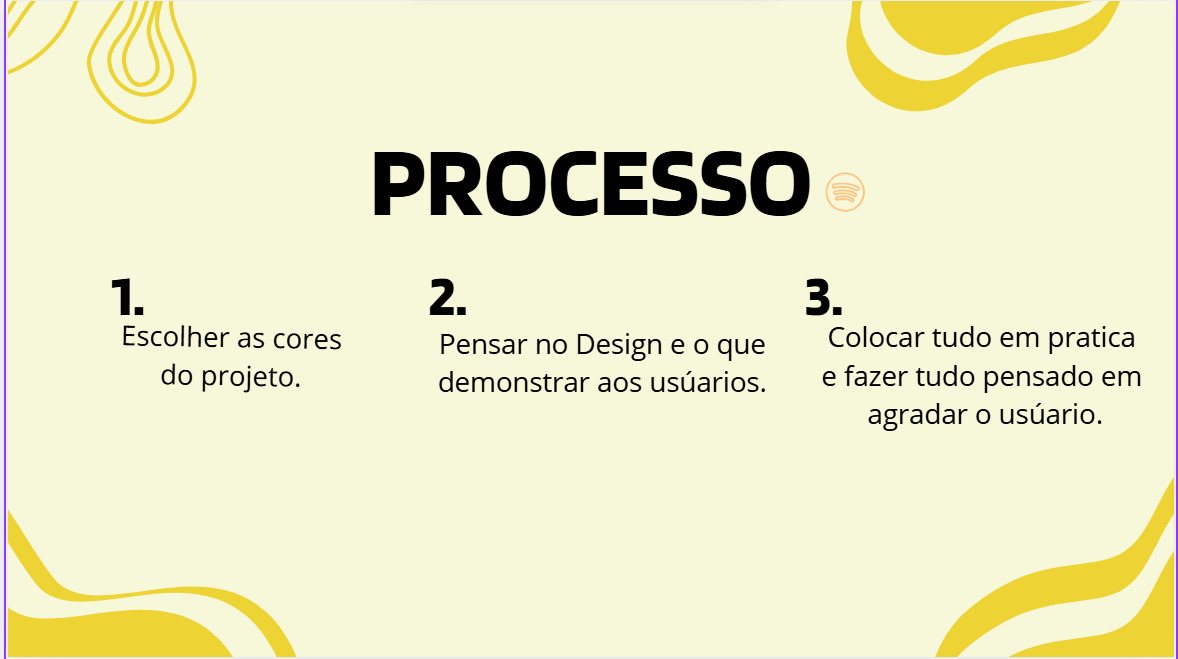 PROCESSO
1.
Escolher as cores
do projeto.
2.
Pensar no Design e o que
demonstrar aos usúarios.
3.
Colocar tudo em pratica
e fazer tudo pensado em
agradar o usúario.